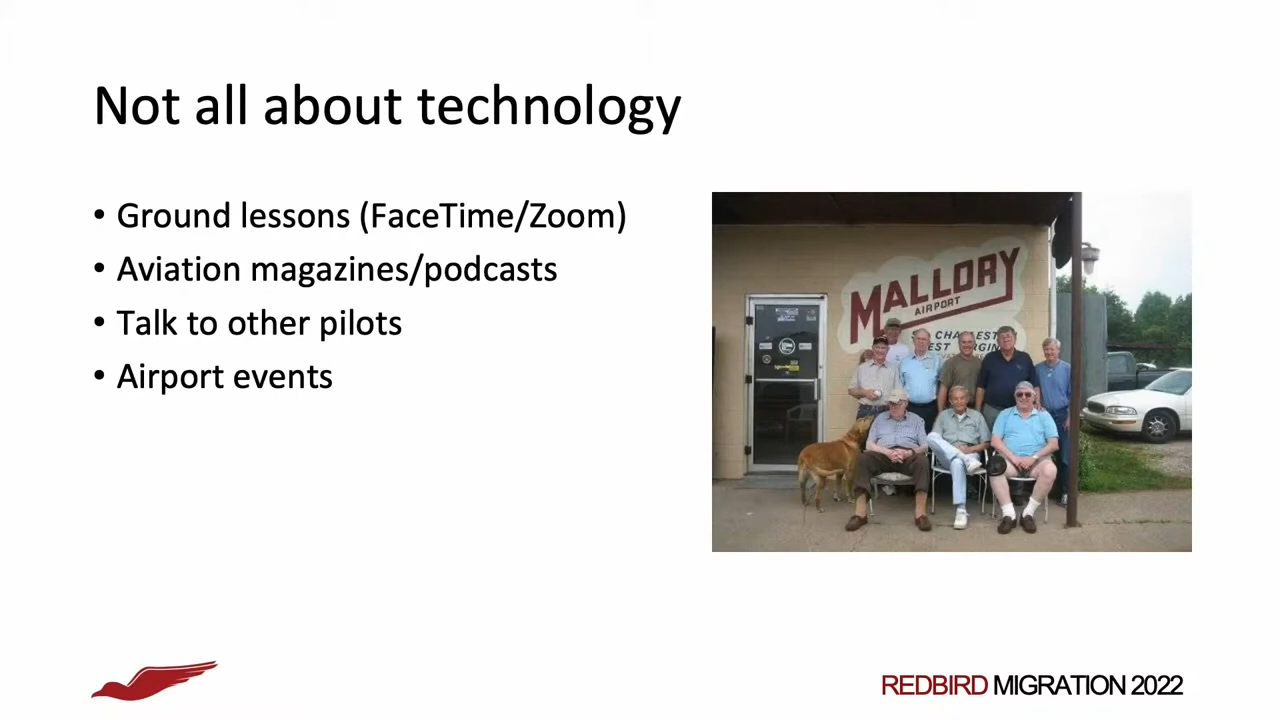 Not all about technology
• Ground lessons (FaceTime/Zoom)
• Aviation magazines/podcasts
• Talk to other pilots
• Airport events
MALLORY
AIRPORT
REDBIRD MIGRATION 2022